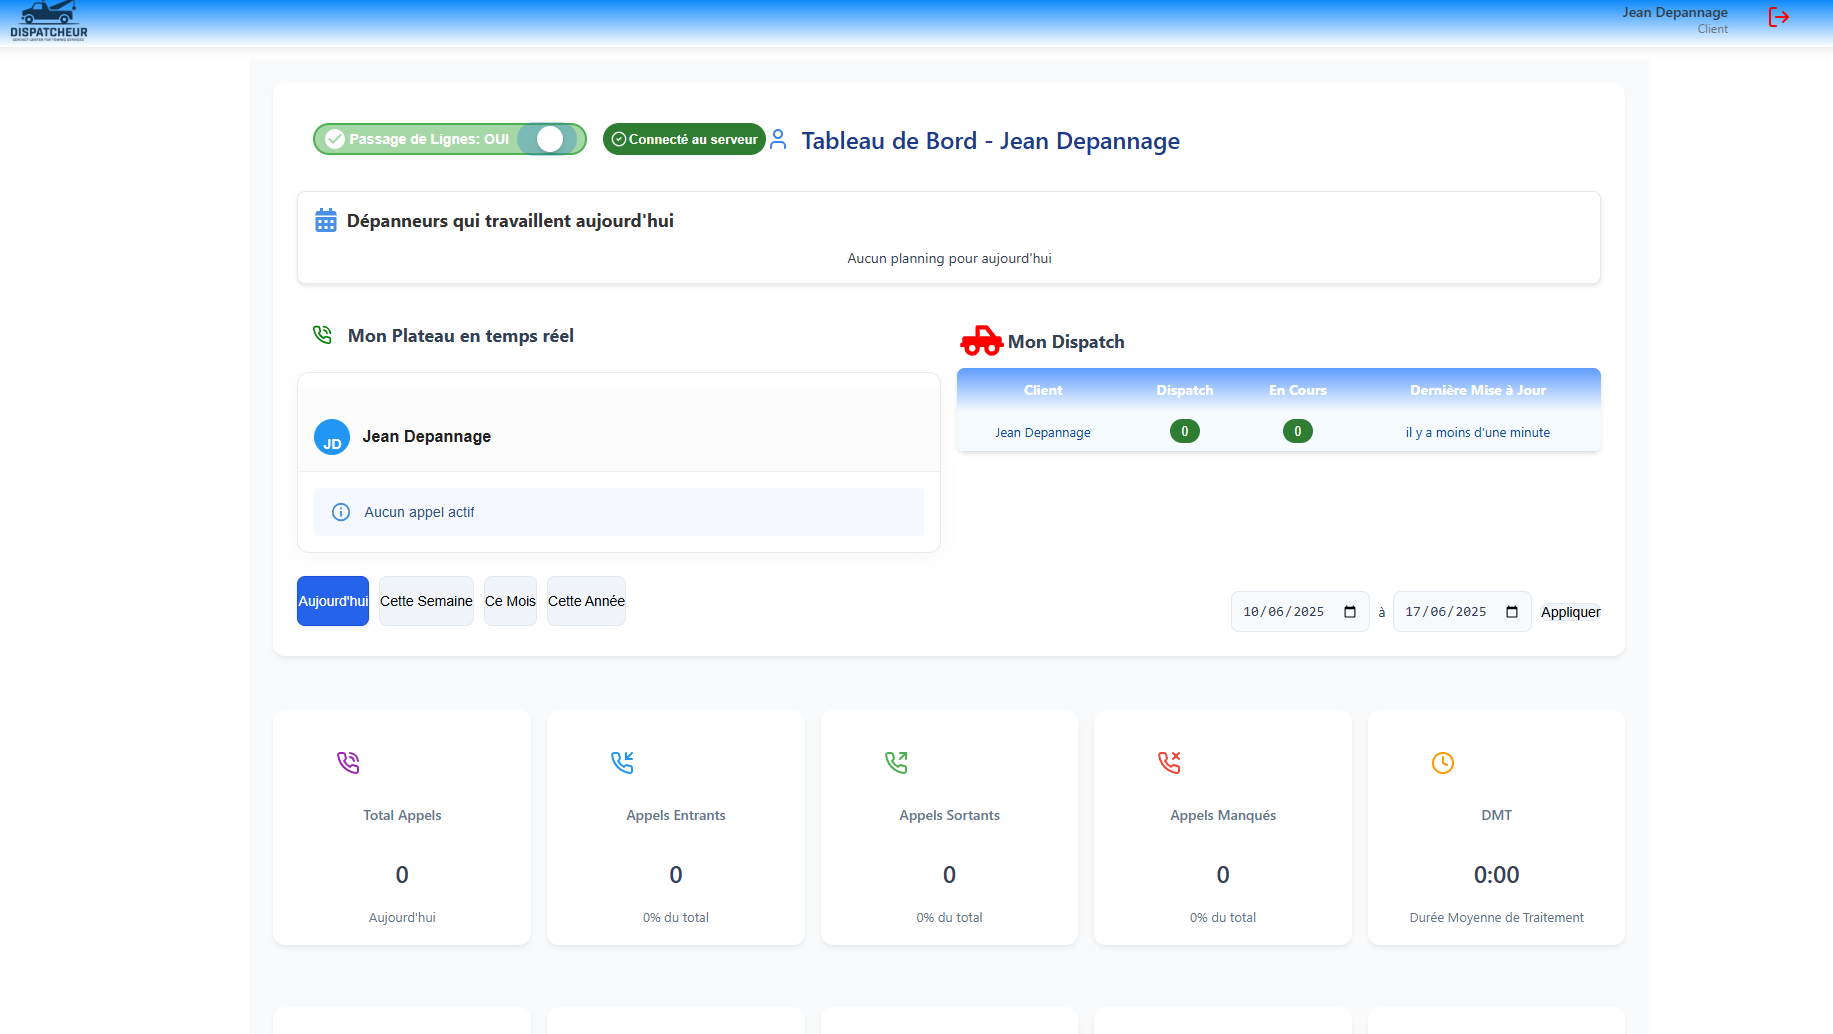 DISPATCHEUR
CONTACT CENTER FOR TOWING SERVICES
Jean Depannage
Client
Passage de Lignes: OUI
Connecté au serveur
Tableau de Bord - Jean Depannage
Dépanneurs qui travaillent aujourd'hui
Aucun planning pour aujourd'hui
Mon Plateau en temps réel
JD
Jean Depannage
Aucun appel actif
Mon Dispatch
Client Dispatch En Cours Dernière Mise à Jour
Jean Depannage 0 0 il y a moins d'une minute
Aujourd'hui Cette Semaine Ce Mois Cette Année
10/06/2025 à 17/06/2025 Appliquer
Total Appels
0
Aujourd'hui
Appels Entrants
0
0% du total
Appels Sortants
0
0% du total
Appels Manqués
0
0% du total
DMT
0:00
Durée Moyenne de Traitement